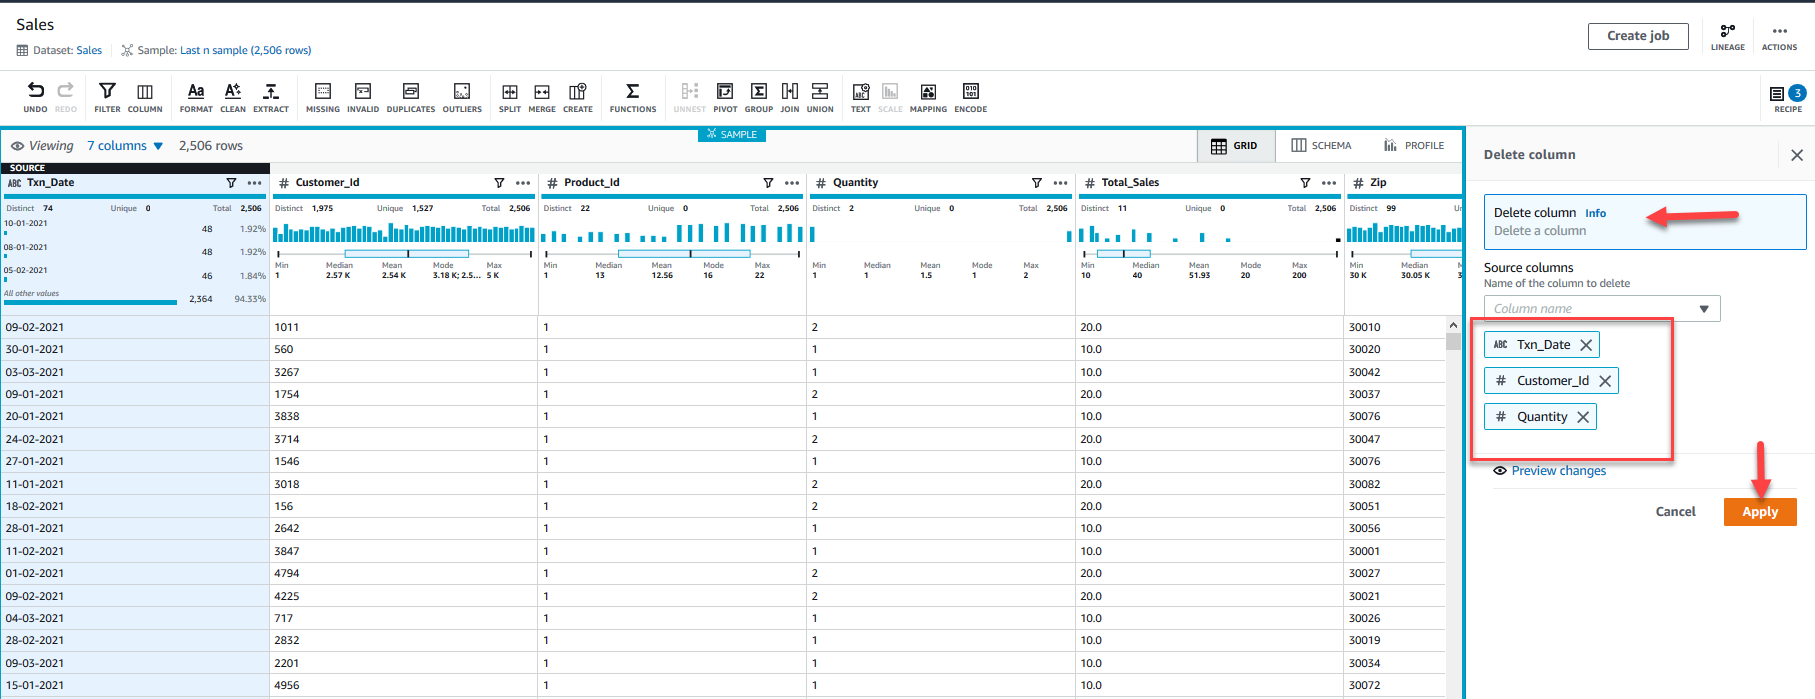 Sales
Dataset: Sales Sample: Last n sample (2,506 rows)
Create job LINEAGE ACTIONS
UNDO REDO FILTER COLUMN FORMAT CLEAN EXTRACT MISSING INVALID DUPLICATES OUTLIERS SPLIT MERGE CREATE FUNCTIONS UNNEST PIVOT GROUP JOIN UNION TEXT SCALE MAPPING ENCODE RECIPE 3
SAMPLE
Viewing 7 columns 2,506 rows GRID SCHEMA PROFILE
SOURCE
ABC Txn_Date # Customer_Id # Product_Id # Quantity # Total_Sales # Zip
Distinct 74 Unique 0 Total 2,506 Distinct 1,975 Unique 1,527 Total 2,506 Distinct 22 Unique 0 Total 2,506 Distinct 2 Unique 0 Total 2,506 Distinct 11 Unique 0 Total 2,506 Distinct 99
10-01-2021 48 1.92%
08-01-2021 48 1.92%
05-02-2021 46 1.84%
All other values 2,364 94.33%
Min Median Mean Mode Max Min Median Mean Mode Max Min Median Mean Mode Max Min Median Mean Mode Max Min Median
1 2.57 K 2.54 K 3.18 K; 2.5... 5 K 1 13 12.56 16 22 1 1 1.5 1 2 10 40 51.93 20 200 30 K 30.05 K
09-02-2021 1011 1 2 20.0 30010
30-01-2021 560 1 1 10.0 30020
03-03-2021 3267 1 1 10.0 30042
09-01-2021 1754 1 2 20.0 30037
20-01-2021 3838 1 1 10.0 30076
24-02-2021 3714 1 2 20.0 30047
27-01-2021 1546 1 1 10.0 30076
11-01-2021 3018 1 2 20.0 30082
18-02-2021 156 1 2 20.0 30051
28-01-2021 2642 1 1 10.0 30056
11-02-2021 3847 1 1 10.0 30001
01-02-2021 4794 1 2 20.0 30027
09-02-2021 4225 1 2 20.0 30021
04-03-2021 717 1 1 10.0 30026
28-02-2021 2832 1 1 10.0 30019
09-03-2021 2201 1 1 10.0 30034
15-01-2021 4956 1 1 10.0 30072
Delete column
Delete column Info
Delete a column
Source columns
Name of the column to delete
Column name
ABC Txn_Date
# Customer_Id
# Quantity
Preview changes
Cancel Apply